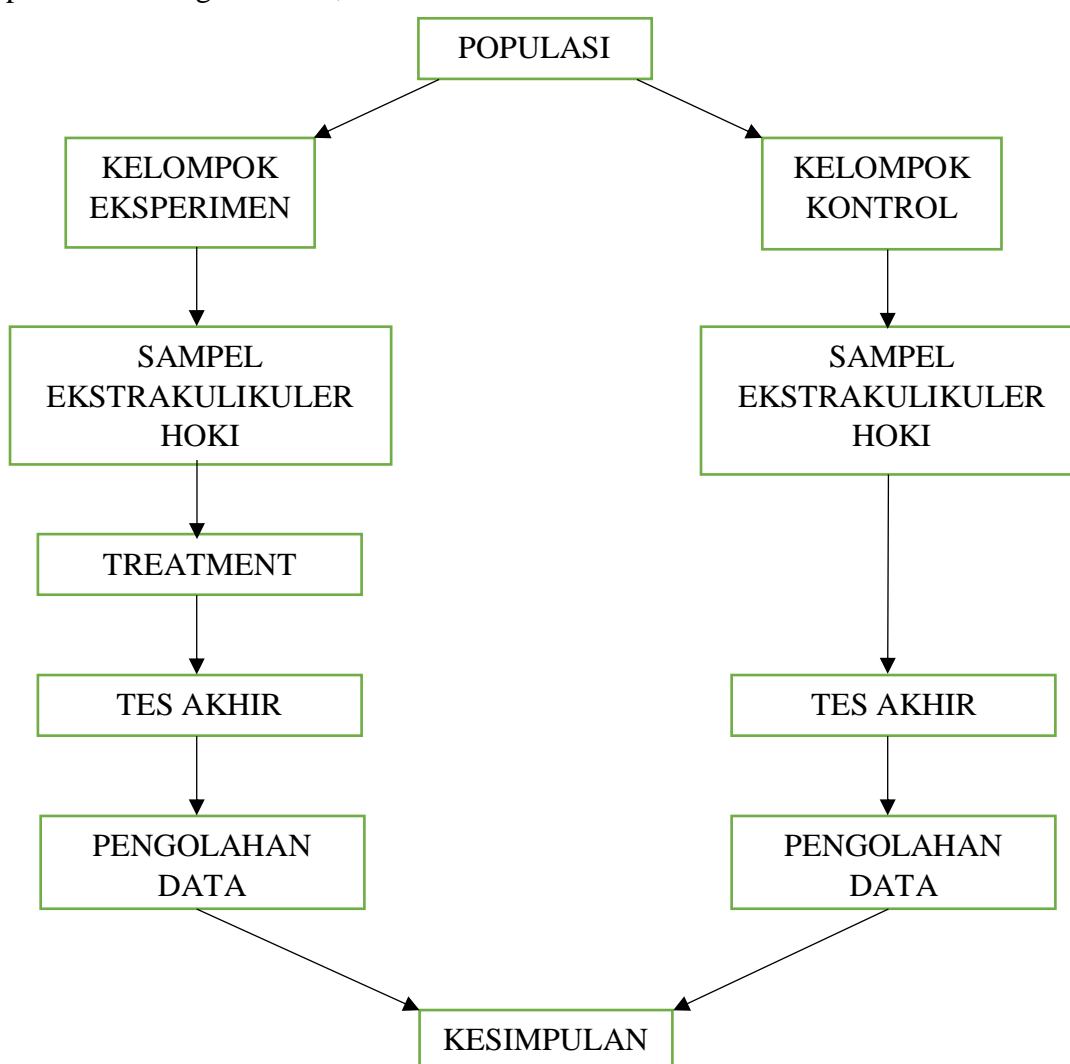 POPULASI
KELOMPOK
EKSPERIMEN
KELOMPOK
KONTROL
SAMPEL
EKSTRAKULIKULER
HOKI
SAMPEL
EKSTRAKULIKULER
HOKI
TREATMENT
TES AKHIR
TES AKHIR
PENGOLAHAN
DATA
PENGOLAHAN
DATA
KESIMPULAN